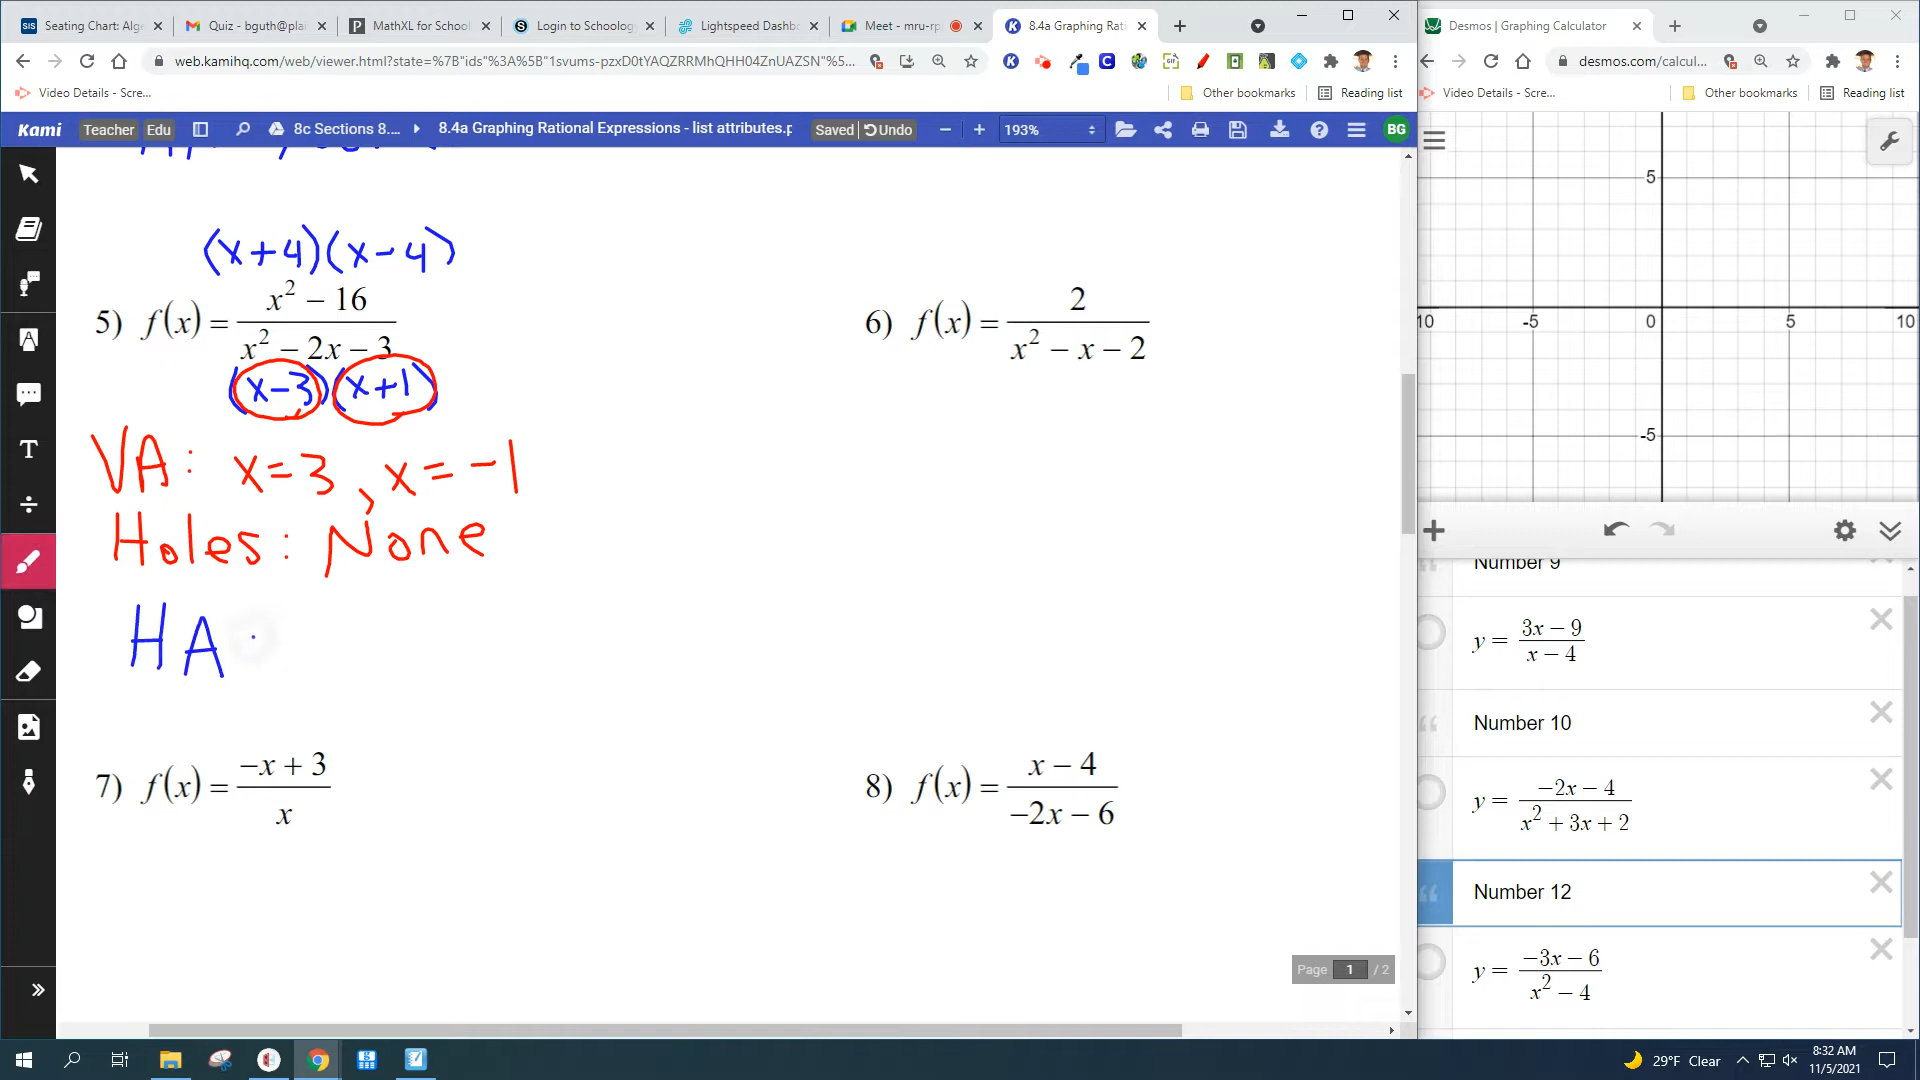 Seating Chart: Alge
Quiz - bguth@plai
MathXL for School
Login to Schoology
Lightspeed Dashbo
Meet - mru-rp
8.4a Graphing Rati
Desmos | Graphing Calculator
web.kamihq.com/web/viewer.html?state=%7B"ids"%3A%5B"1svums-pzxD0tYAQZRRMhQHH04ZnUAZSN"%5...
desmos.com/calcul...
Video Details - Scre...
Other bookmarks
Reading list
Video Details - Scre...
Other bookmarks
Reading list
Kami
Teacher
Edu
8c Sections 8....
8.4a Graphing Rational Expressions - list attributes.p
Saved
Undo
193%
BG
(x+4)(x-4)
5) f(x) = (x² − 16)/(x² − 2x − 3)
(x-3)(x+1)
VA: x=3, x=-1
Holes: None
HA
6) f(x) = 2/(x² − x − 2)
7) f(x) = (−x + 3)/x
8) f(x) = (x − 4)/(−2x − 6)
Page 1 / 2
5
10 -5 0 5 10
-5
Number 9
y = (3x − 9)/(x − 4)
Number 10
y = (−2x − 4)/(x² + 3x + 2)
Number 12
y = (−3x − 6)/(x² − 4)
29°F Clear
8:32 AM
11/5/2021